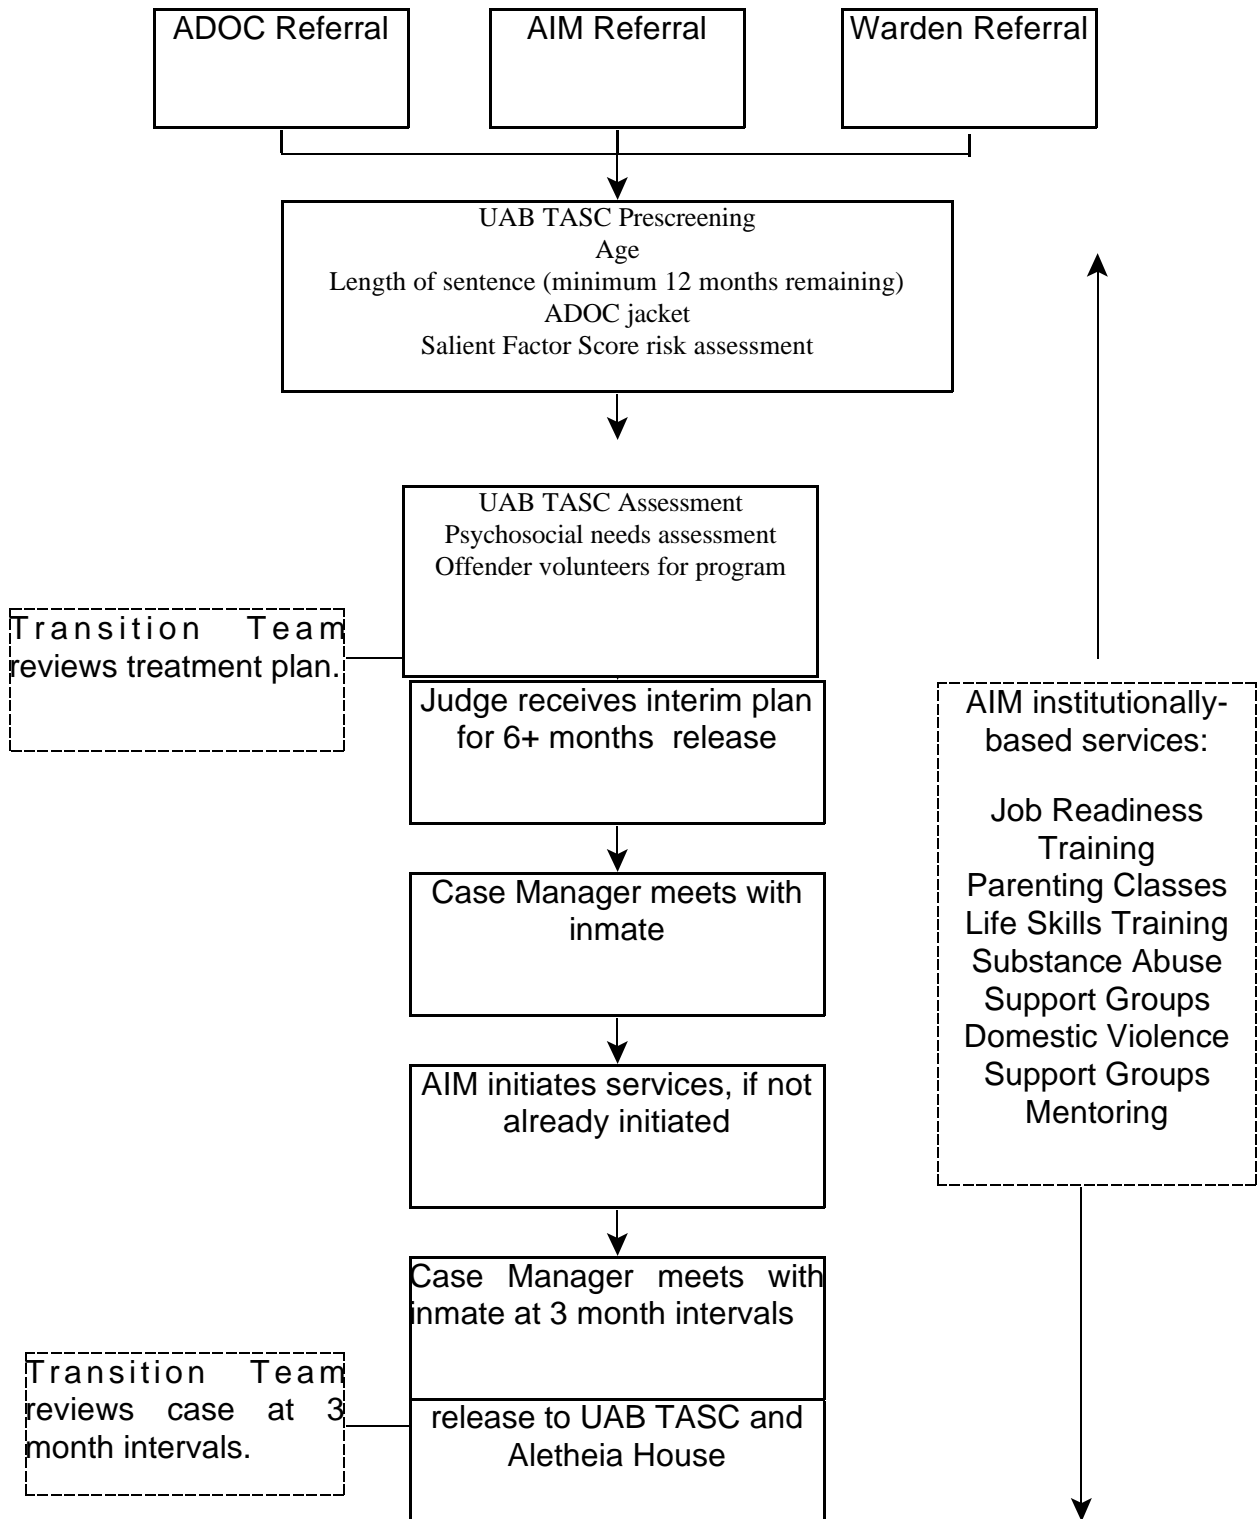 ADOC Referral
AIM Referral
Warden Referral
UAB TASC Prescreening
Age
Length of sentence (minimum 12 months remaining)
ADOC jacket
Salient Factor Score risk assessment
UAB TASC Assessment
Psychosocial needs assessment
Offender volunteers for program
Transition Team
reviews treatment plan.
Judge receives interim plan
for 6+ months release
Case Manager meets with
inmate
AIM initiates services, if not
already initiated
Case Manager meets with
inmate at 3 month intervals
Transition Team
reviews case at 3
month intervals.
release to UAB TASC and
Aletheia House
AIM institutionally-
based services:
Job Readiness
Training
Parenting Classes
Life Skills Training
Substance Abuse
Support Groups
Domestic Violence
Support Groups
Mentoring